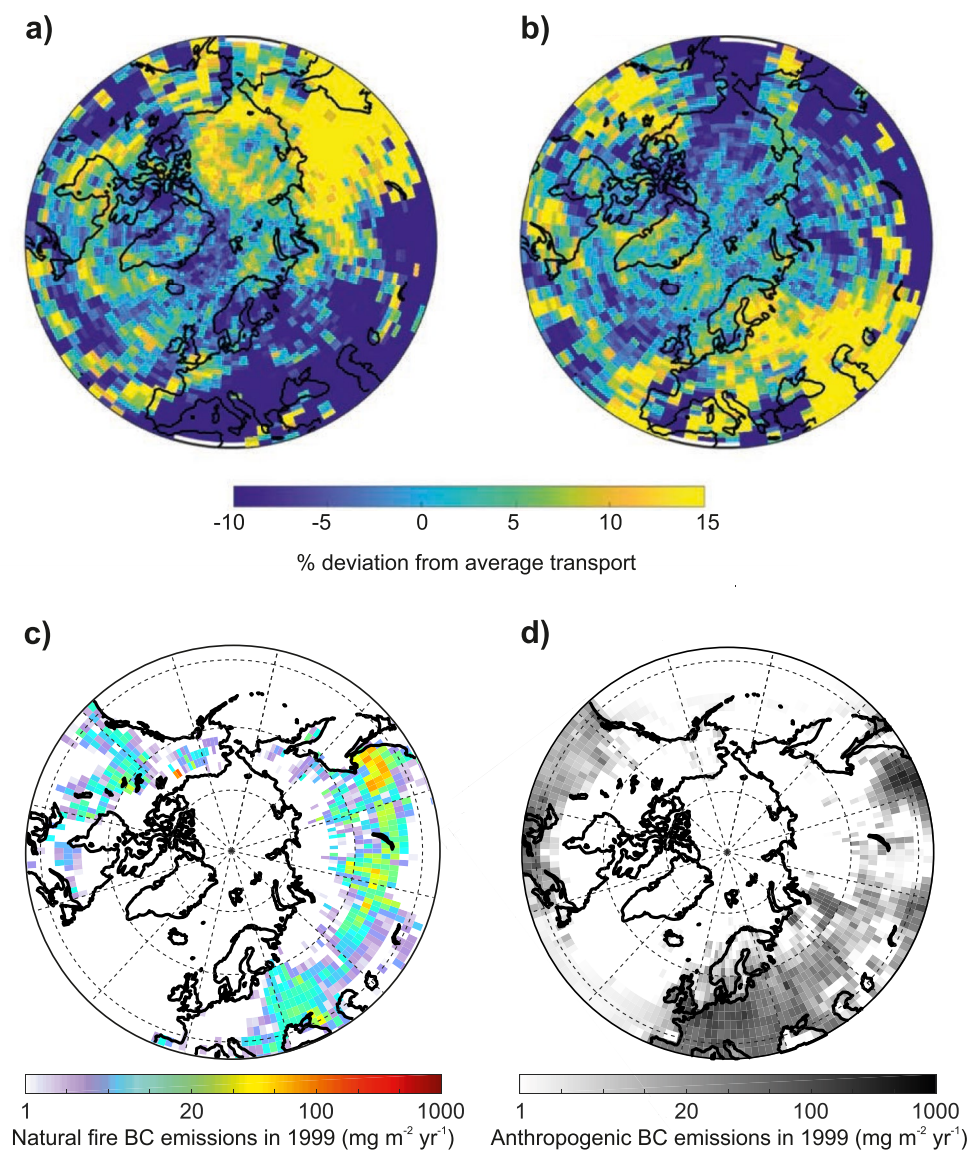 a) b)
-10 -5 0 5 10 15
% deviation from average transport
c) d)
1 20 100 1000 1 20 100 1000
Natural fire BC emissions in 1999 (mg m⁻² yr⁻¹) Anthropogenic BC emissions in 1999 (mg m⁻² yr⁻¹)